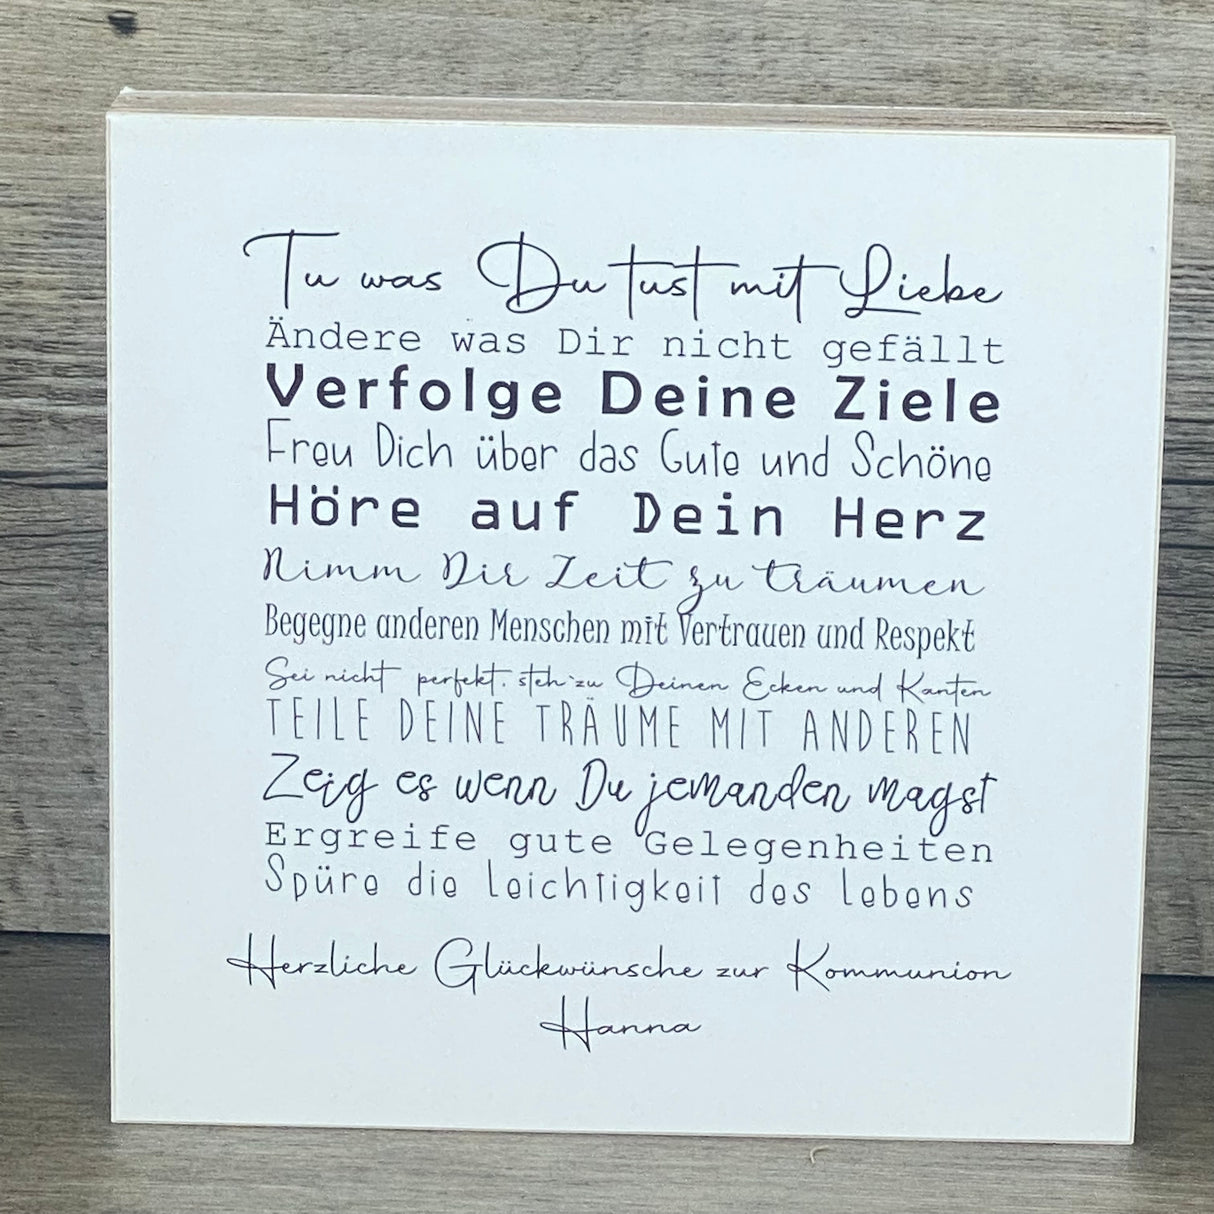 Tu was Du tust mit Liebe
Ändere was Dir nicht gefällt
Verfolge Deine Ziele
Freu Dich über das Gute und Schöne
Höre auf Dein Herz
Nimm Dir Zeit zu träumen
Begegne anderen Menschen mit Vertrauen und Respekt
Sei nicht perfekt. steh zu Deinen Ecken und Kanten
TEILE DEINE TRÄUME MIT ANDEREN
Zeig es wenn Du jemanden magst
Ergreife gute Gelegenheiten
Spüre die leichtigkeit des lebens
Herzliche Glückwünsche zur Kommunion
Hanna